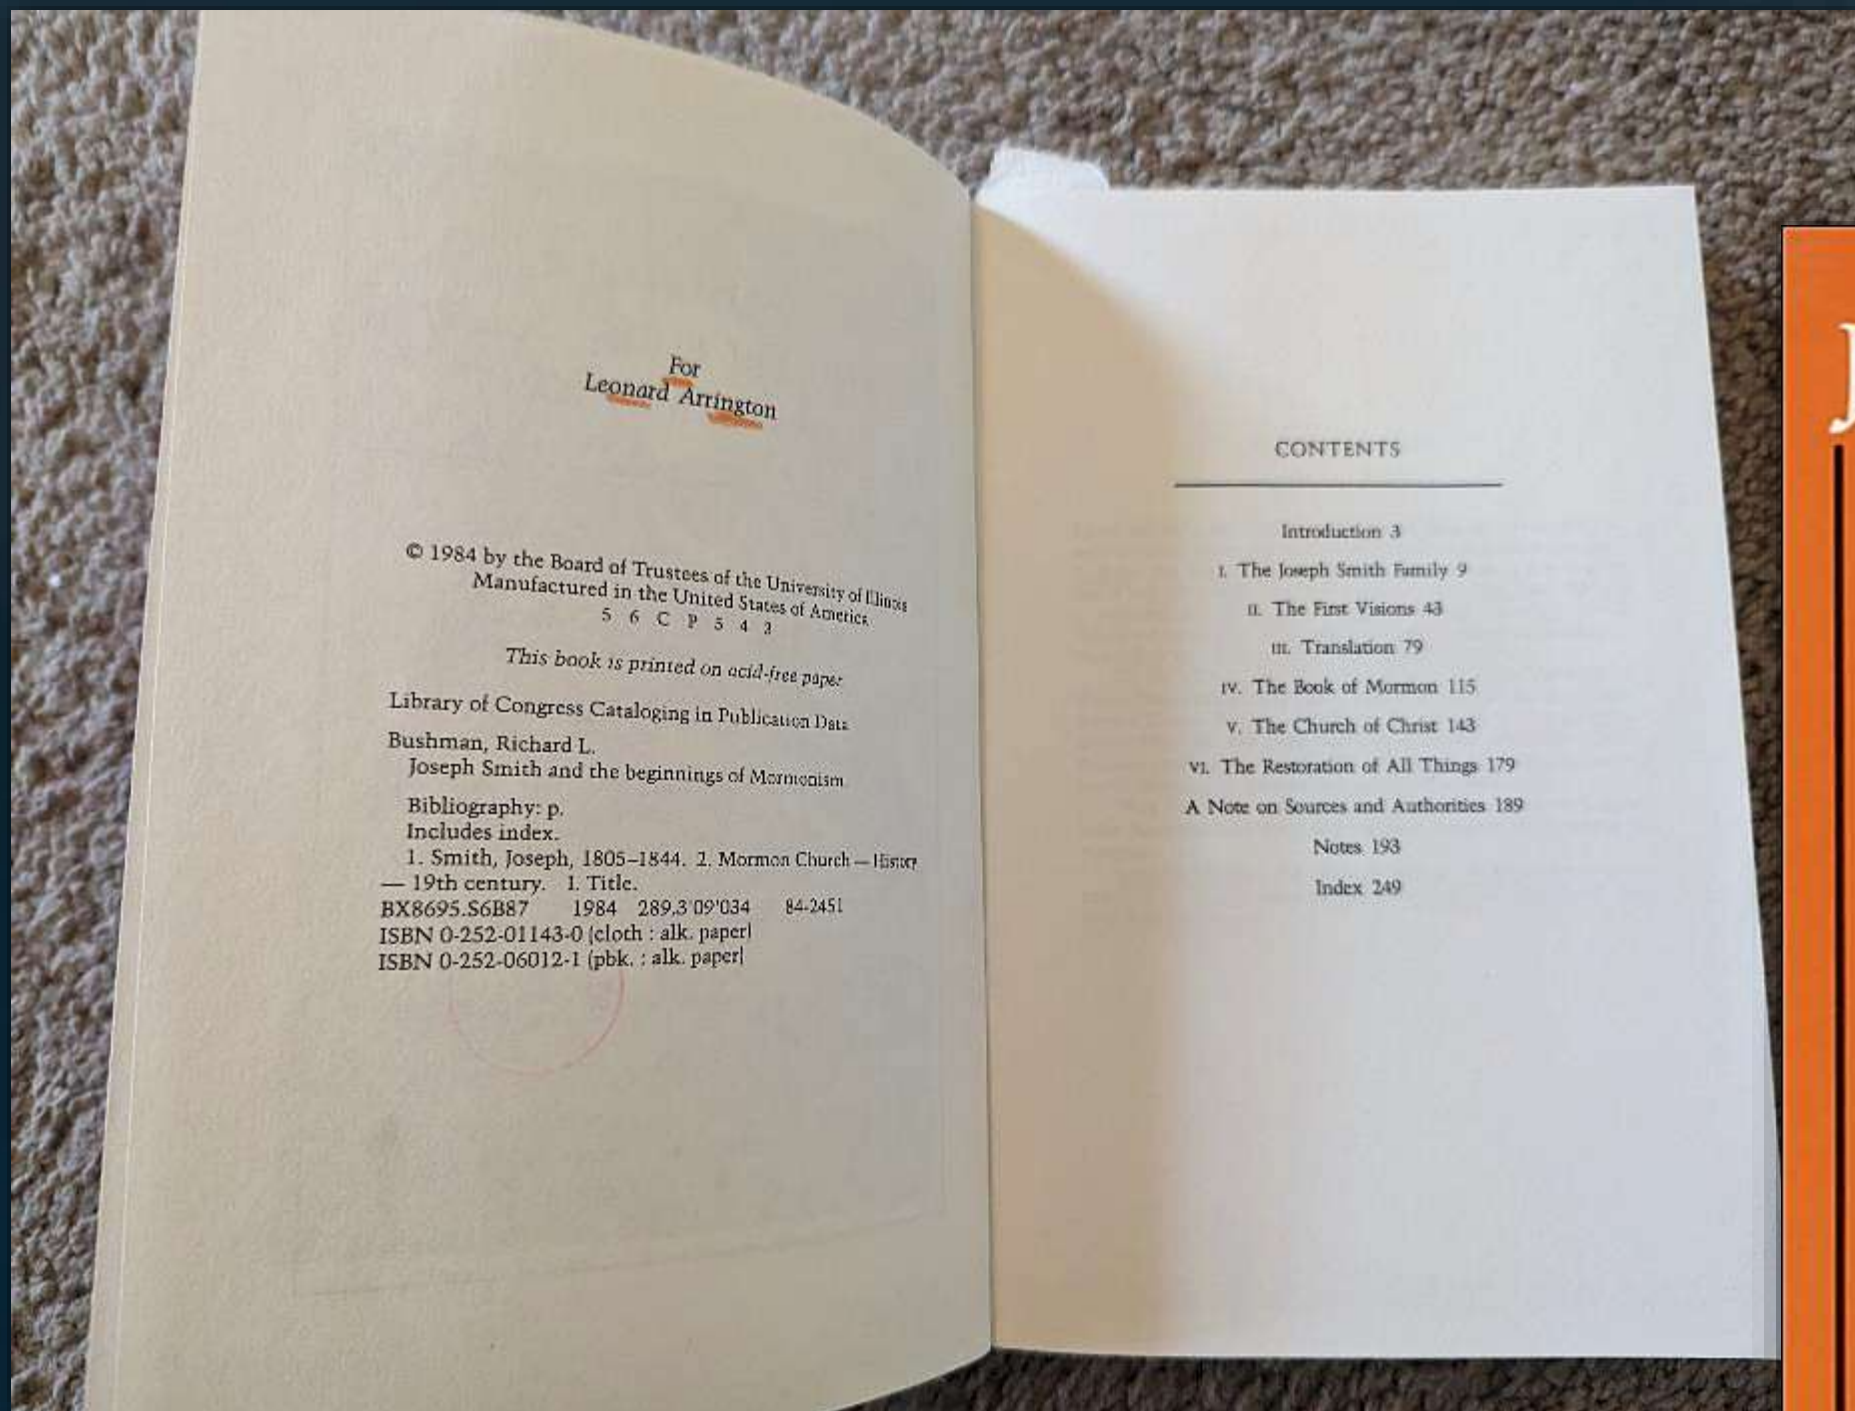 For
Leonard Arrington
© 1984 by the Board of Trustees of the University of Illinois
Manufactured in the United States of America
5 6 C P 5 4 3
This book is printed on acid-free paper
Library of Congress Cataloging in Publication Data
Bushman, Richard L.
Joseph Smith and the beginnings of Mormonism
Bibliography: p.
Includes index.
1. Smith, Joseph, 1805–1844. 2. Mormon Church — History
— 19th century. I. Title.
BX8695.S6B87 1984 289.3'09'034 84-2451
ISBN 0-252-01143-0 (cloth : alk. paper)
ISBN 0-252-06012-1 (pbk. : alk. paper)
CONTENTS
Introduction 3
I. The Joseph Smith Family 9
II. The First Visions 43
III. Translation 79
IV. The Book of Mormon 115
V. The Church of Christ 143
VI. The Restoration of All Things 179
A Note on Sources and Authorities 189
Notes 193
Index 249
J